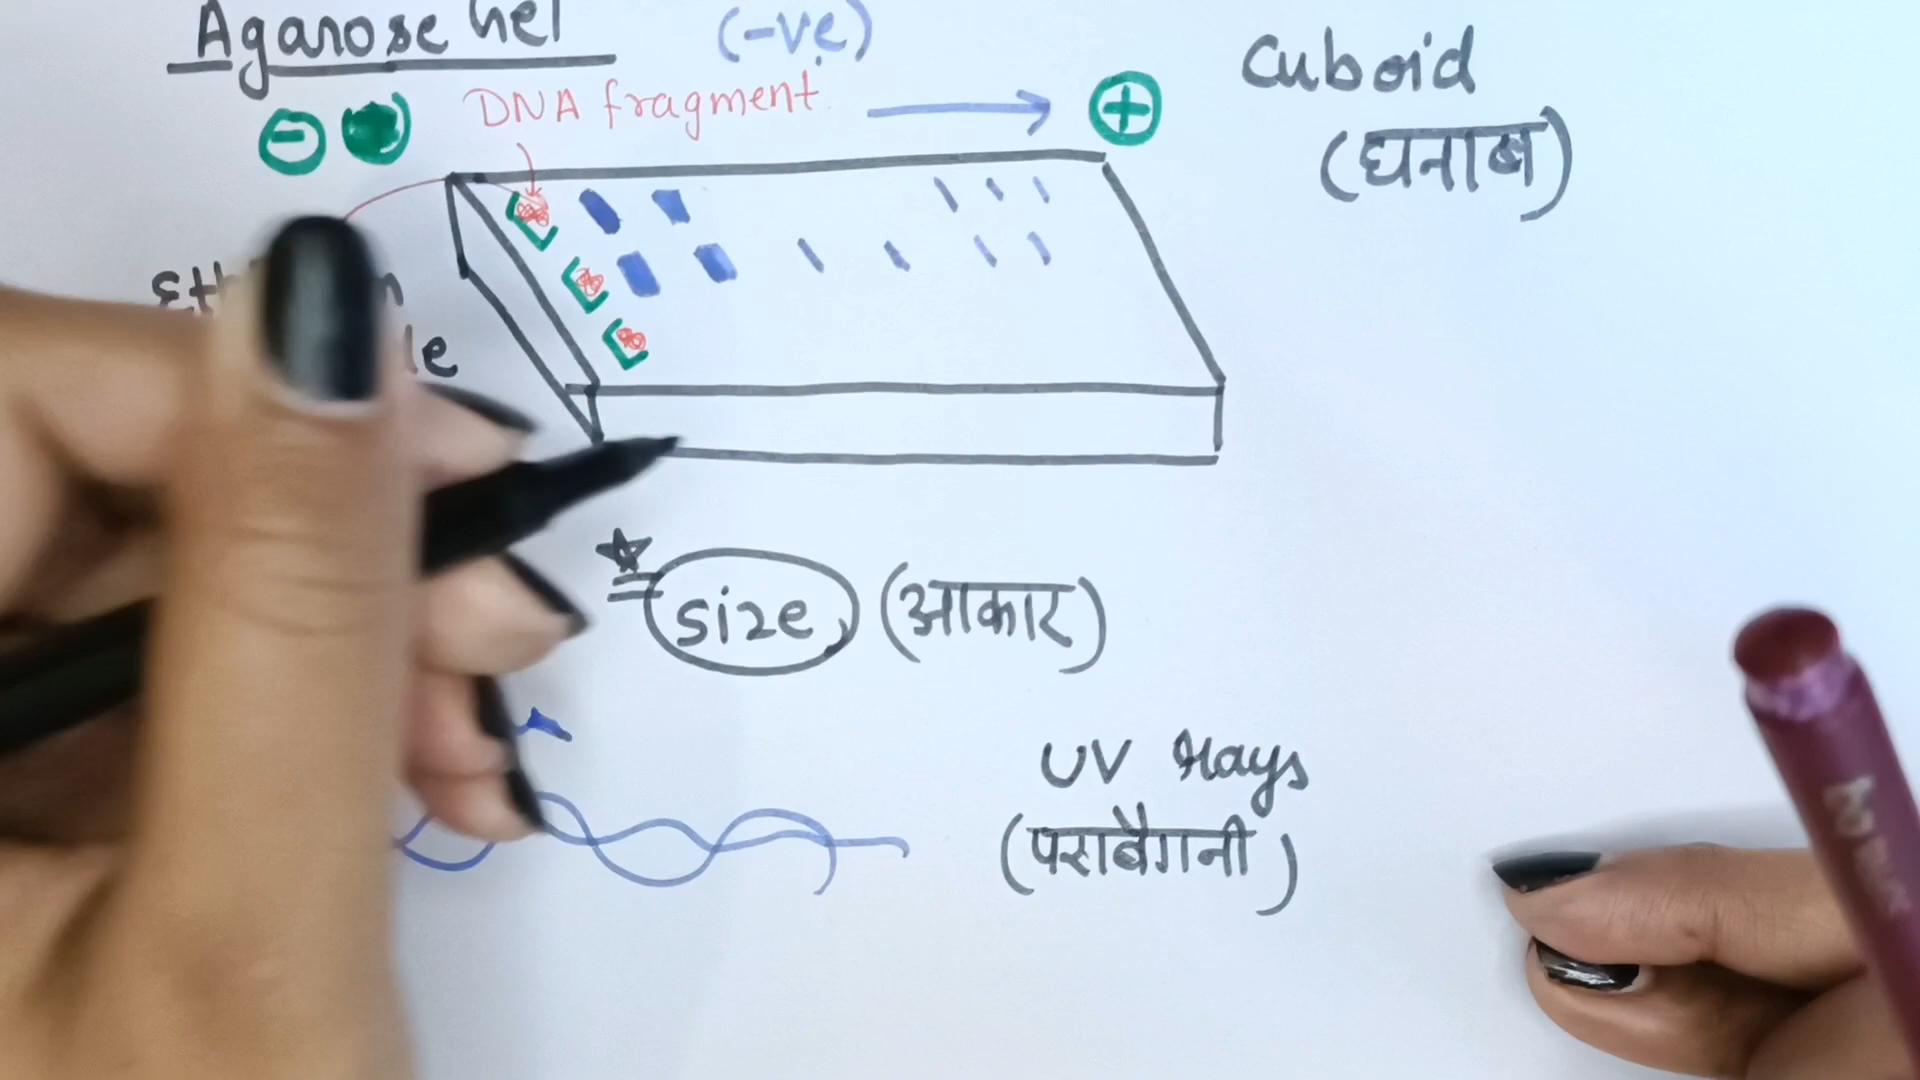 Agarose Gel
(-ve)
DNA fragment
Cuboid
(घनाभ)
size
(आकार)
UV Rays
(पराबैगनी)